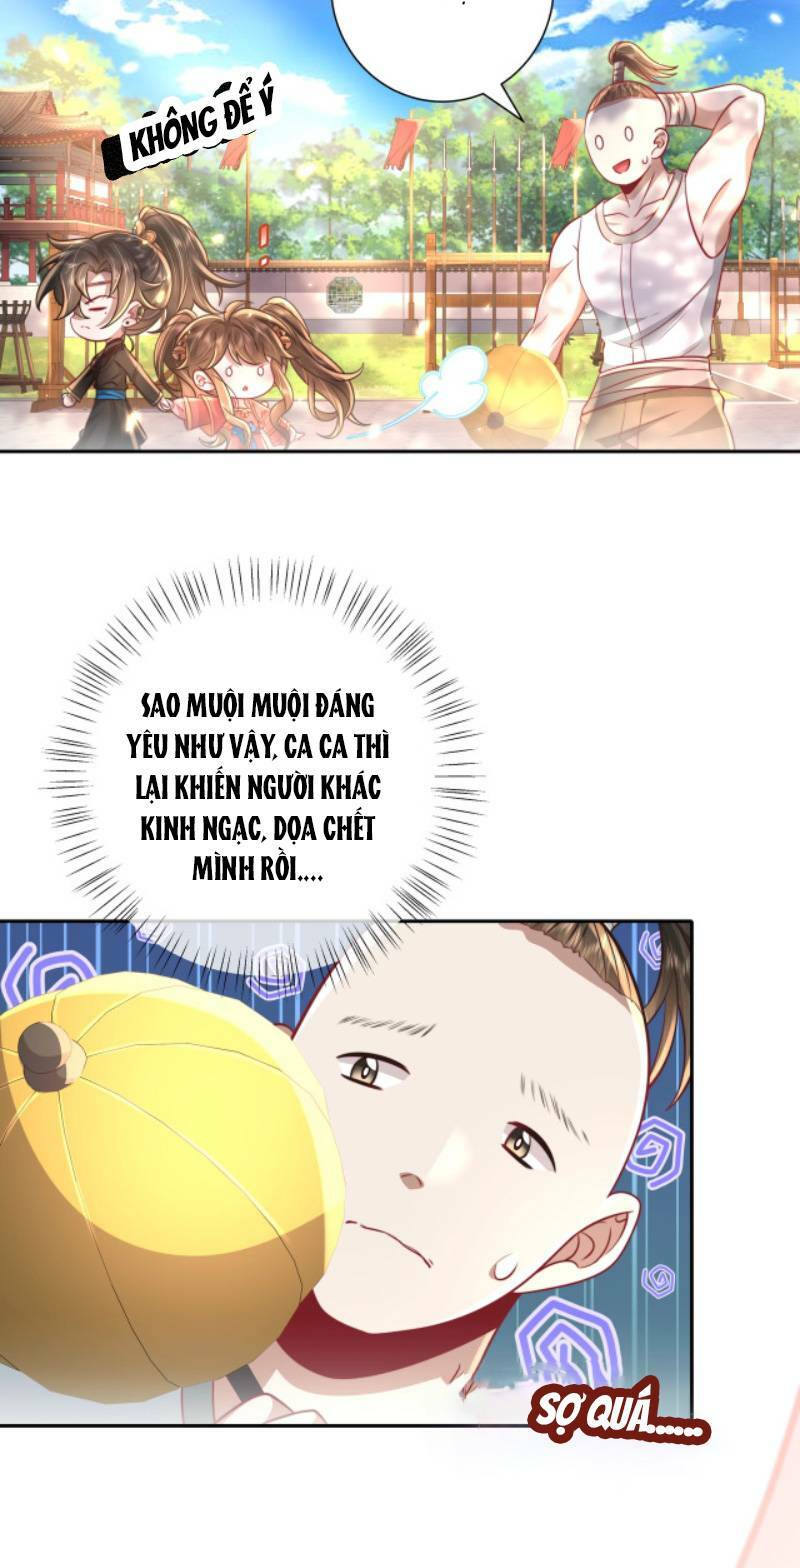 KHÔNG ĐỂ Ý
SAO MUỘI MUỘI ĐÁNG
YÊU NHƯ VẬY, CA CA THÌ
LẠI KHIẾN NGƯỜI KHÁC
KINH NGẠC, DỌA CHẾT
MÌNH RỒI....
SỢ QUÁ......